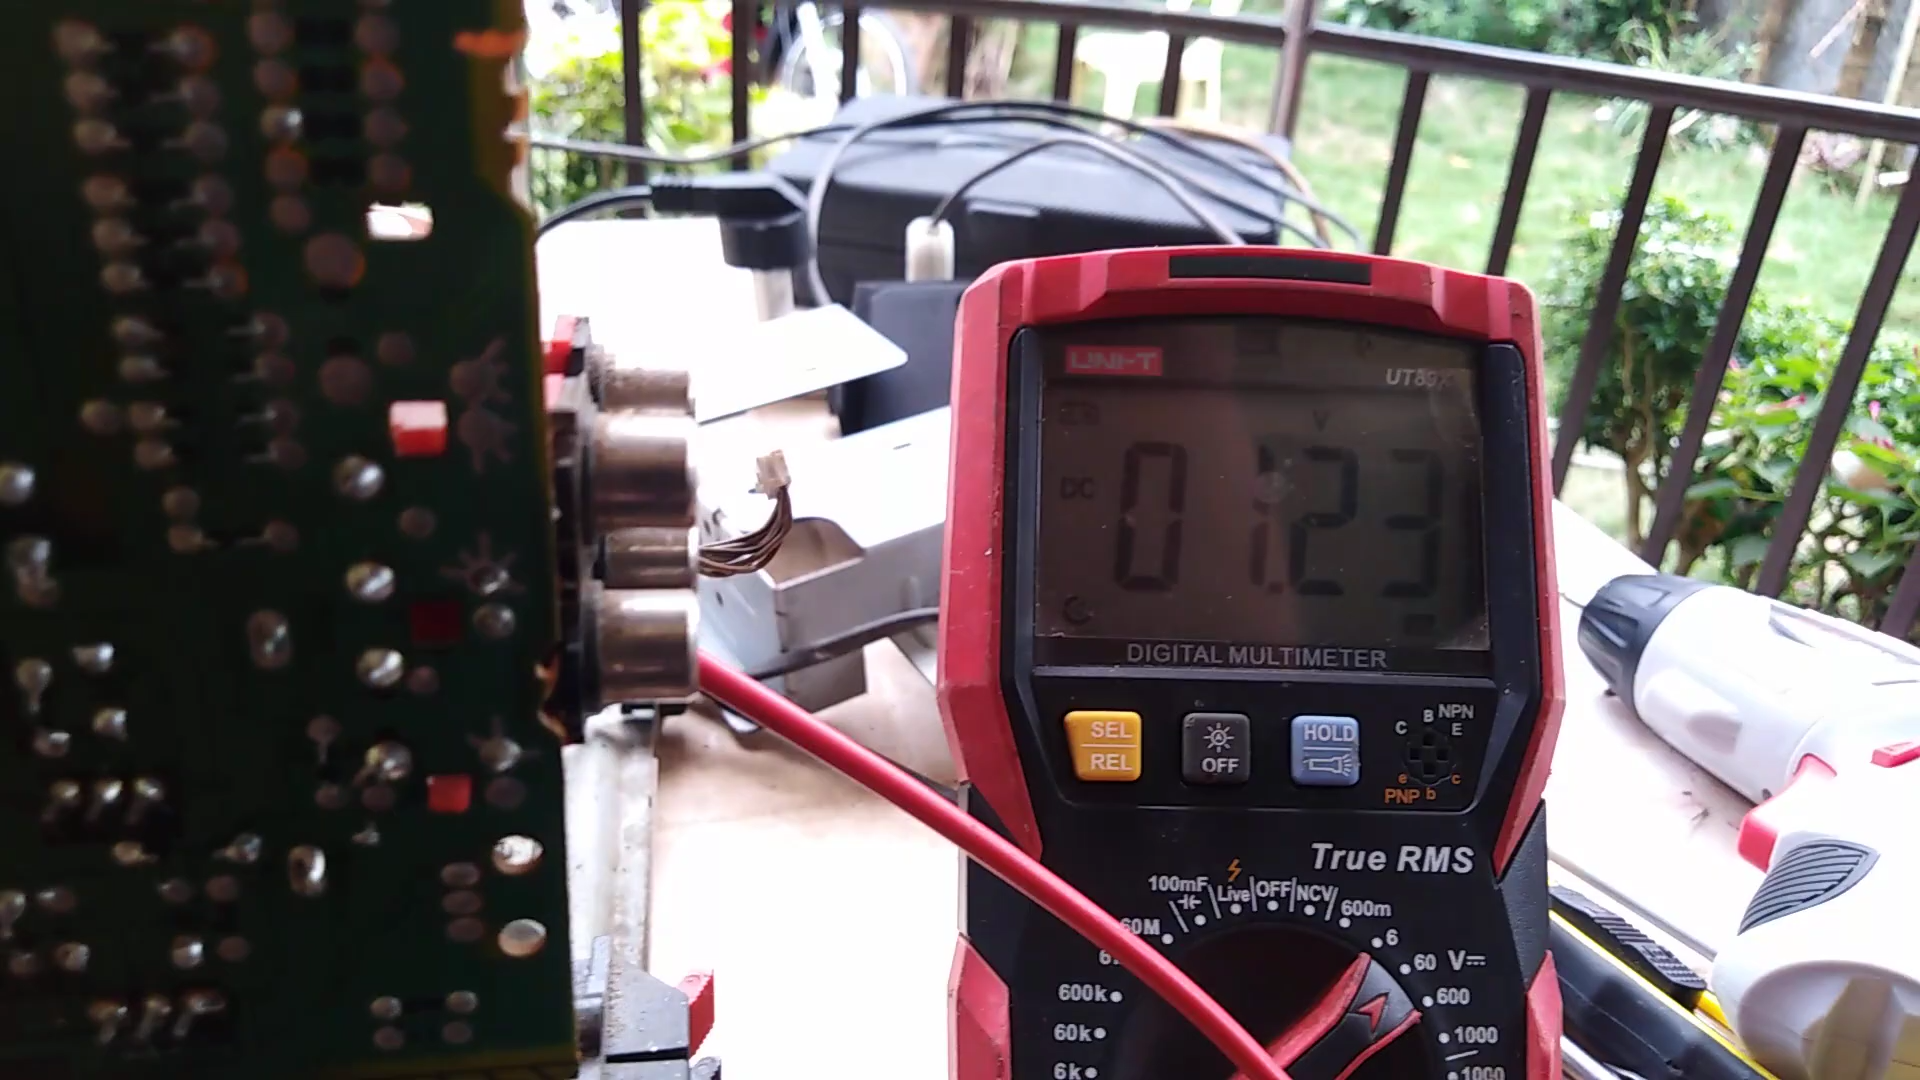 UNI-T
UT89X
V
DC
01.23
DIGITAL MULTIMETER
SEL
REL
OFF
HOLD
NPN
B
C
E
e
c
PNP
b
True RMS
100mF
Live
OFF
NCV
600m
60M
6
60
V
600k
600
60k
1000
6k
1000